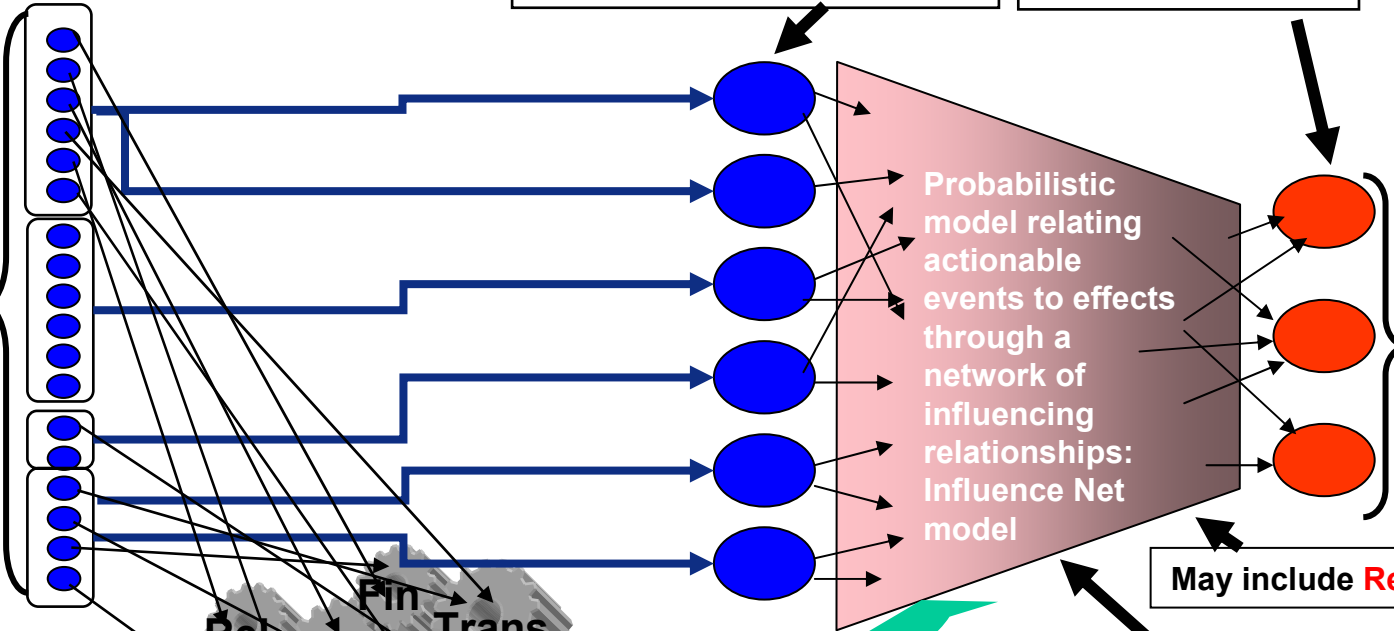 Probabilistic
model relating
actionable
events to effects
through a
network of
influencing
relationships:
Influence Net
model
May include Re
Fin
Trans